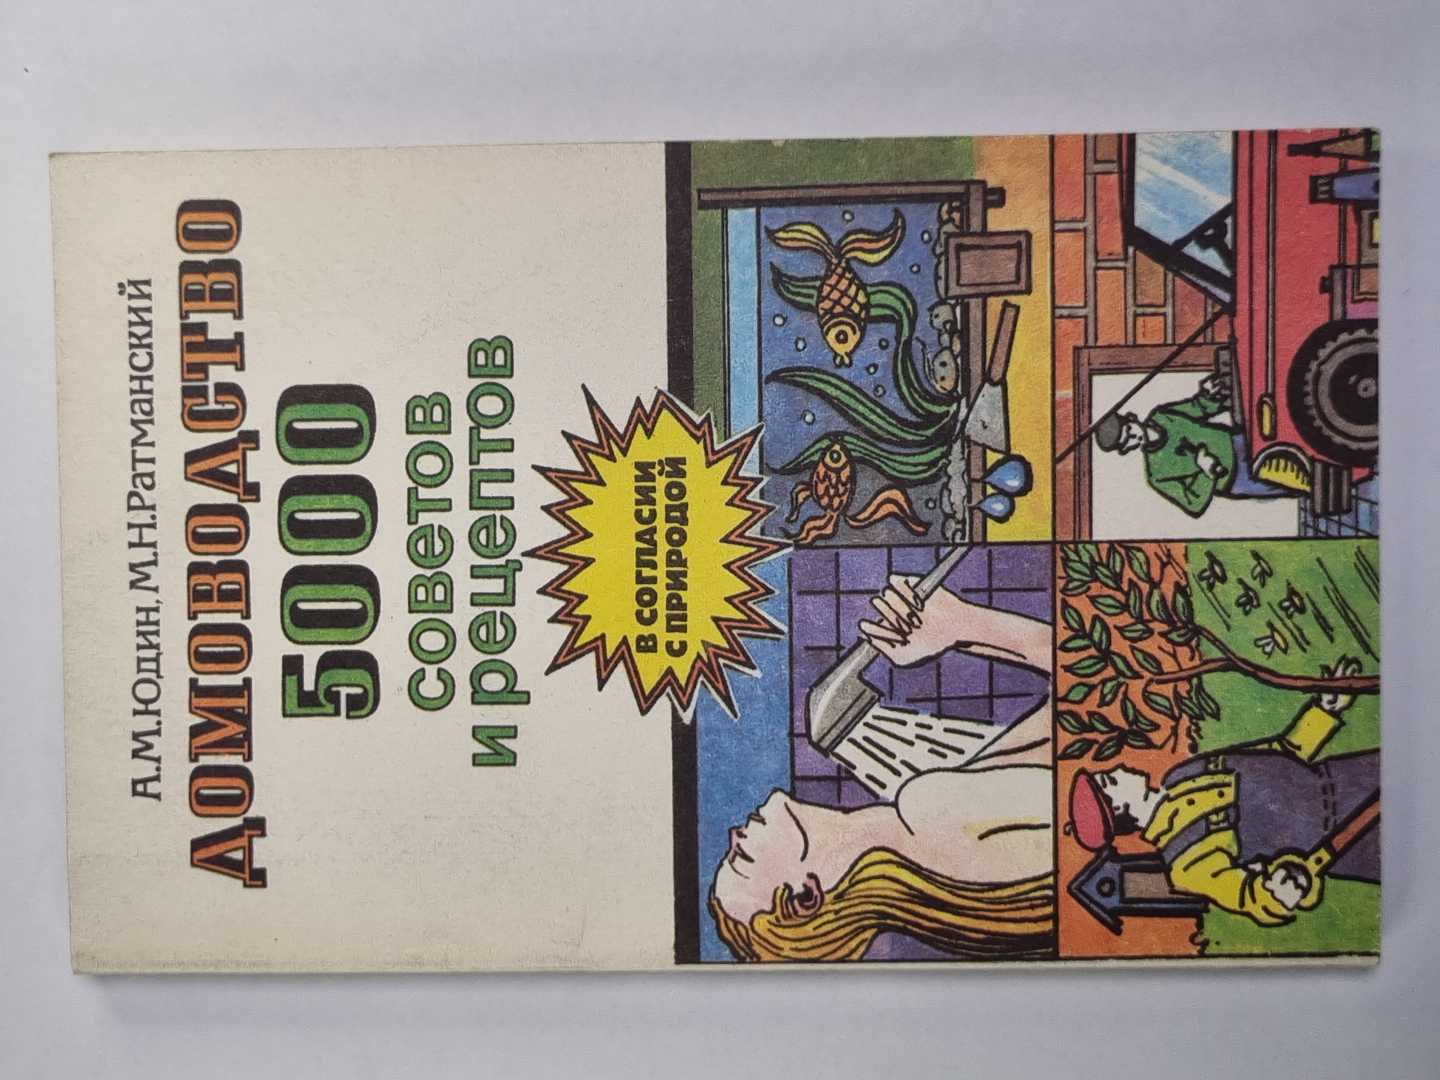 А.М.Юдин, М.Н.Ратманский
ДОМОВОДСТВО
5000
советов
и рецептов
В СОГЛАСИИ
С ПРИРОДОЙ